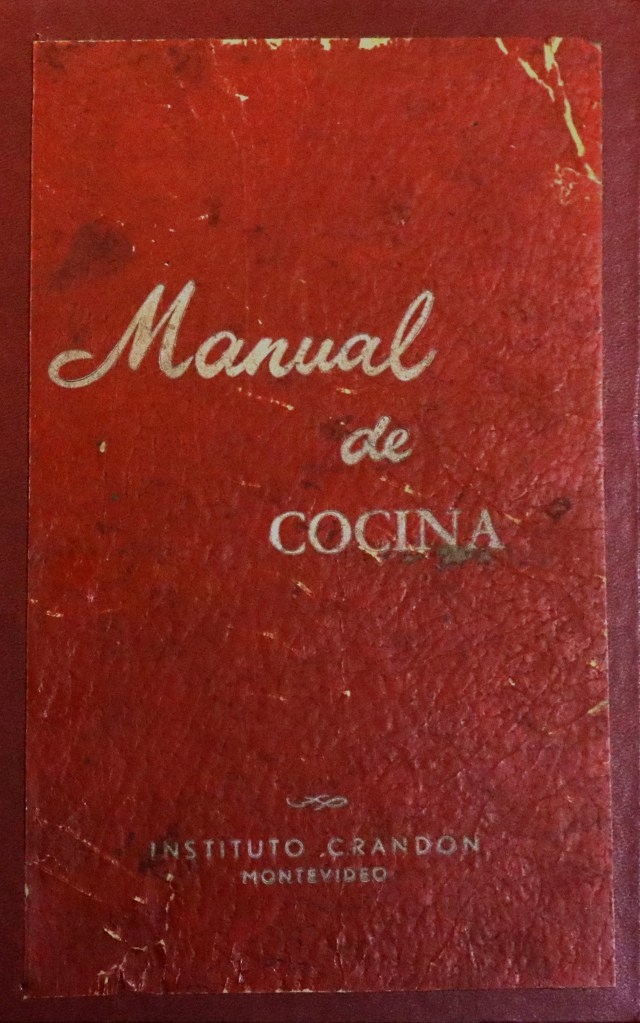 Manual
de
COCINA
INSTITUTO CRANDON
MONTEVIDEO